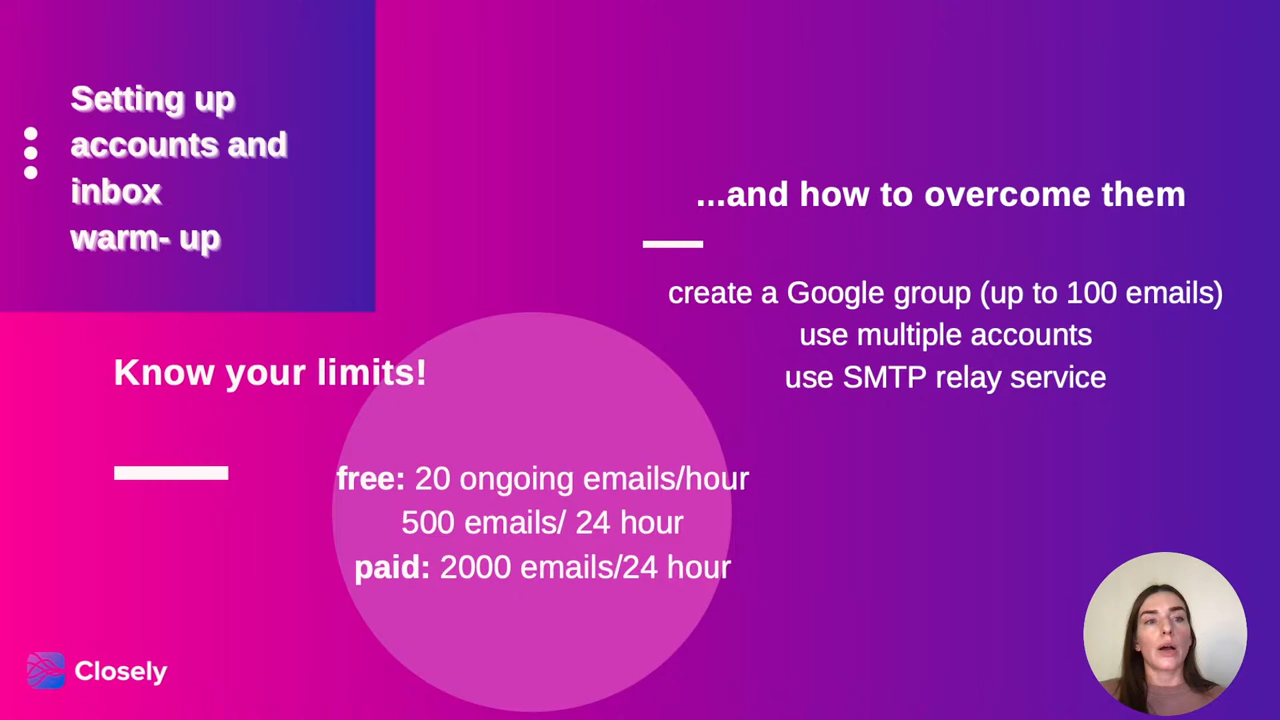 Setting up
accounts and
inbox
warm- up
...and how to overcome them
create a Google group (up to 100 emails)
use multiple accounts
use SMTP relay service
Know your limits!
free: 20 ongoing emails/hour
500 emails/ 24 hour
paid: 2000 emails/24 hour
Closely